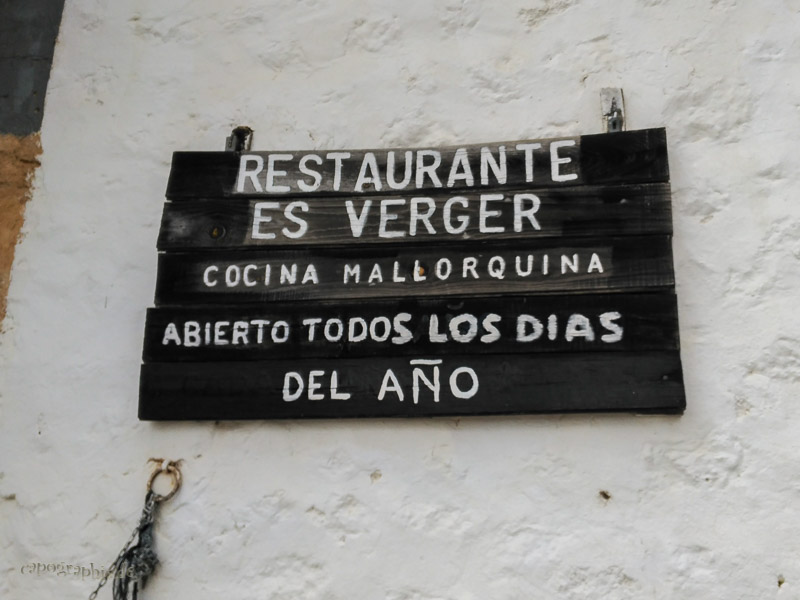 RESTAURANTE
ES VERGER
COCINA MALLORQUINA
ABIERTO TODOS LOS DIAS
DEL AÑO